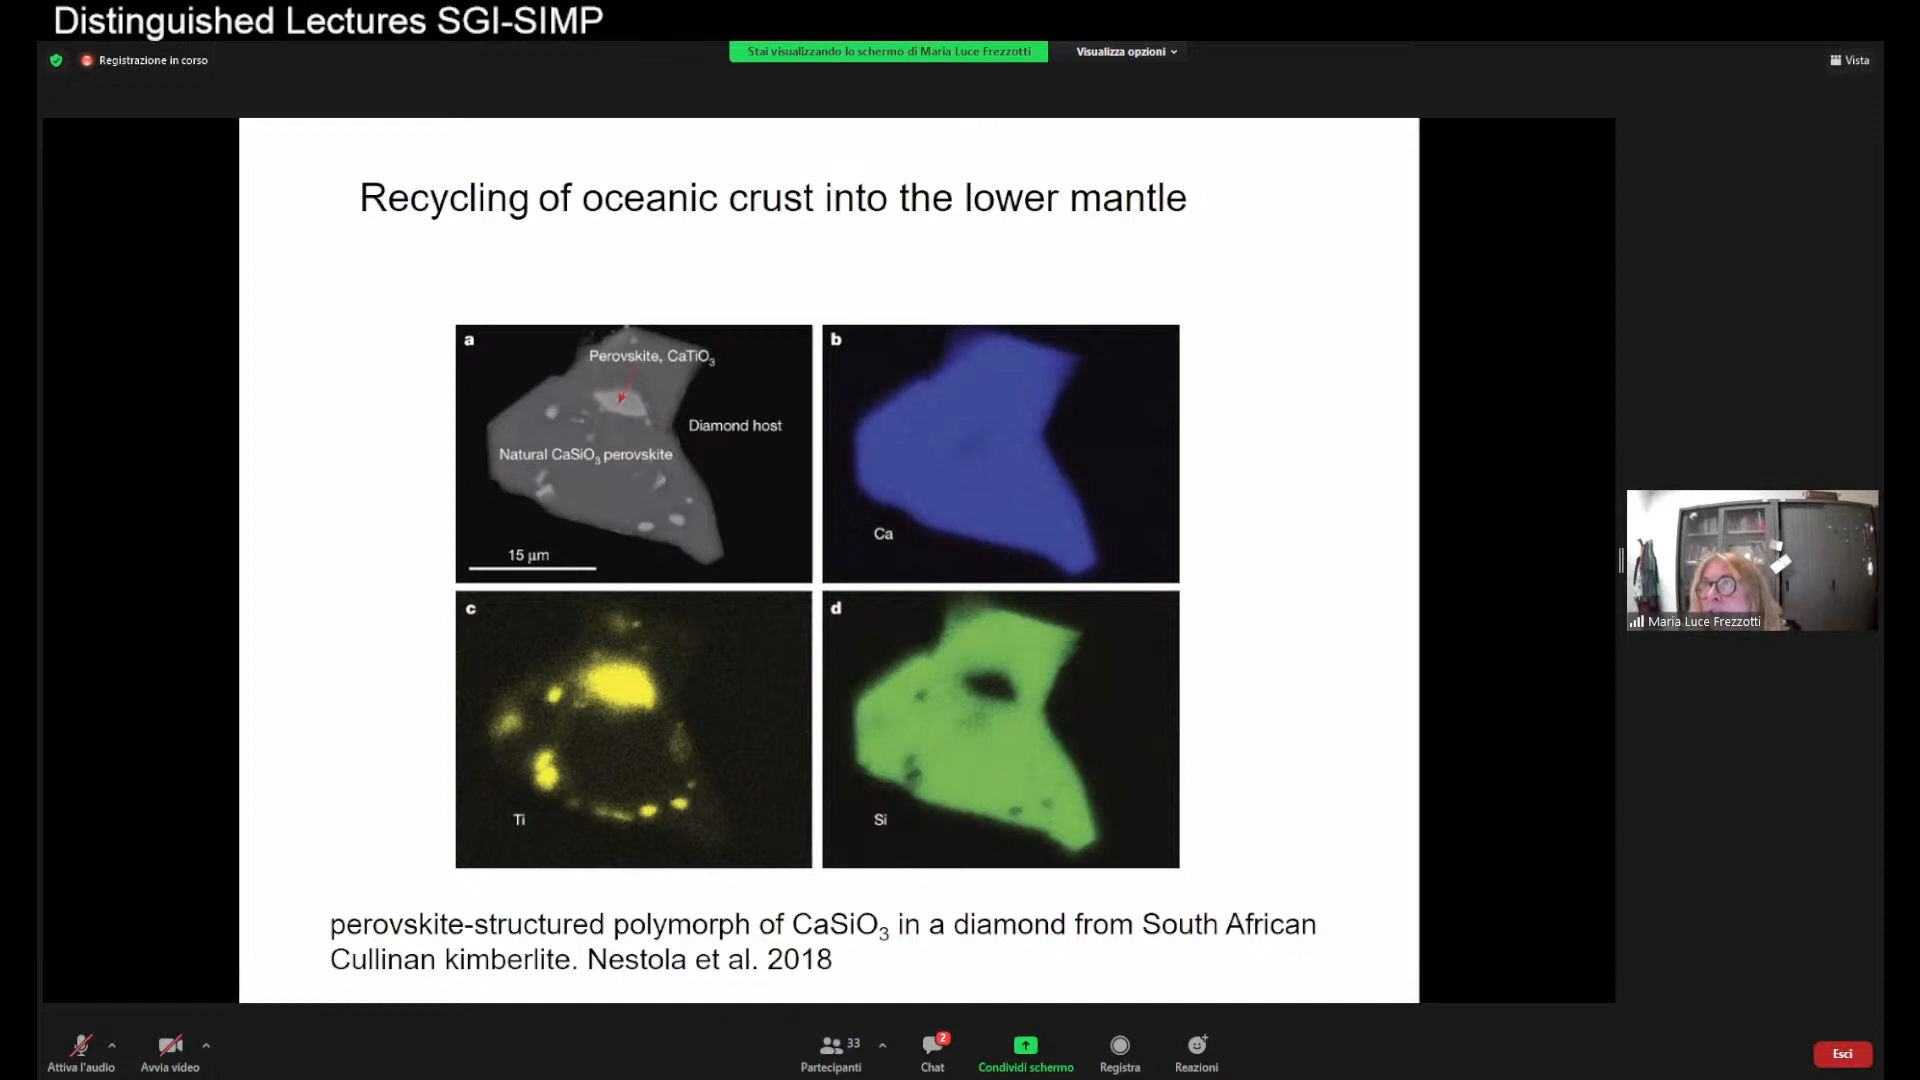 Distinguished Lectures SGI-SIMP
Stai visualizzando lo schermo di Maria Luce Frezzotti
Visualizza opzioni
Registrazione in corso
Vista
Recycling of oceanic crust into the lower mantle
a
Perovskite, CaTiO₃
Diamond host
Natural CaSiO₃ perovskite
15 μm
b
Ca
c
Ti
d
Si
Maria Luce Frezzotti
perovskite-structured polymorph of CaSiO₃ in a diamond from South African
Cullinan kimberlite. Nestola et al. 2018
Attiva l'audio
Avvia video
33
Partecipanti
2
Chat
Condividi schermo
Registra
Reazioni
Esci